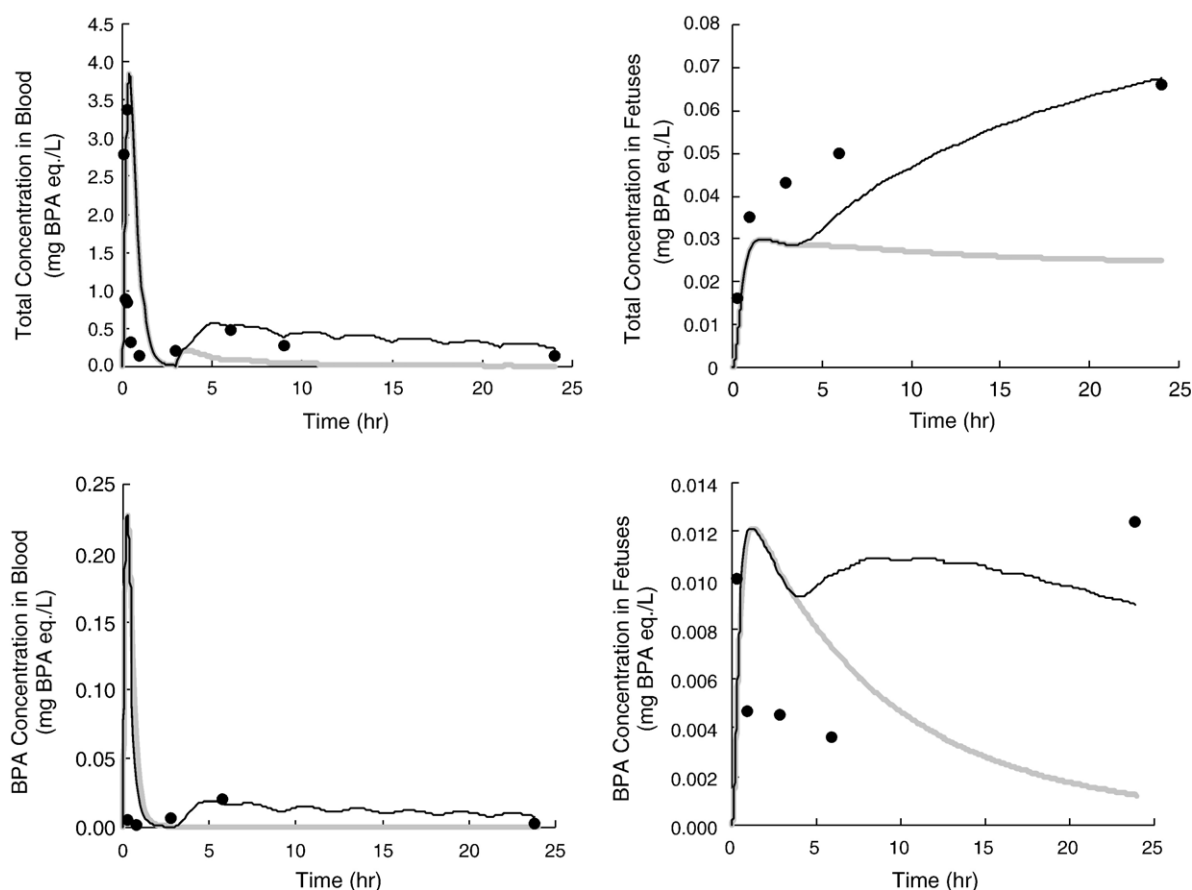 Total Concentration in Blood
(mg BPA eq./L)
4.5
4.0
3.5
3.0
2.5
2.0
1.5
1.0
0.5
0.0
0 5 10 15 20 25
Time (hr)
Total Concentration in Fetuses
(mg BPA eq./L)
0.08
0.07
0.06
0.05
0.04
0.03
0.02
0.01
0
0 5 10 15 20 25
Time (hr)
BPA Concentration in Blood
(mg BPA eq./L)
0.25
0.20
0.15
0.10
0.05
0.00
0 5 10 15 20 25
Time (hr)
BPA Concentration in Fetuses
(mg BPA eq./L)
0.014
0.012
0.010
0.008
0.006
0.004
0.002
0.000
0 5 10 15 20 25
Time (hr)